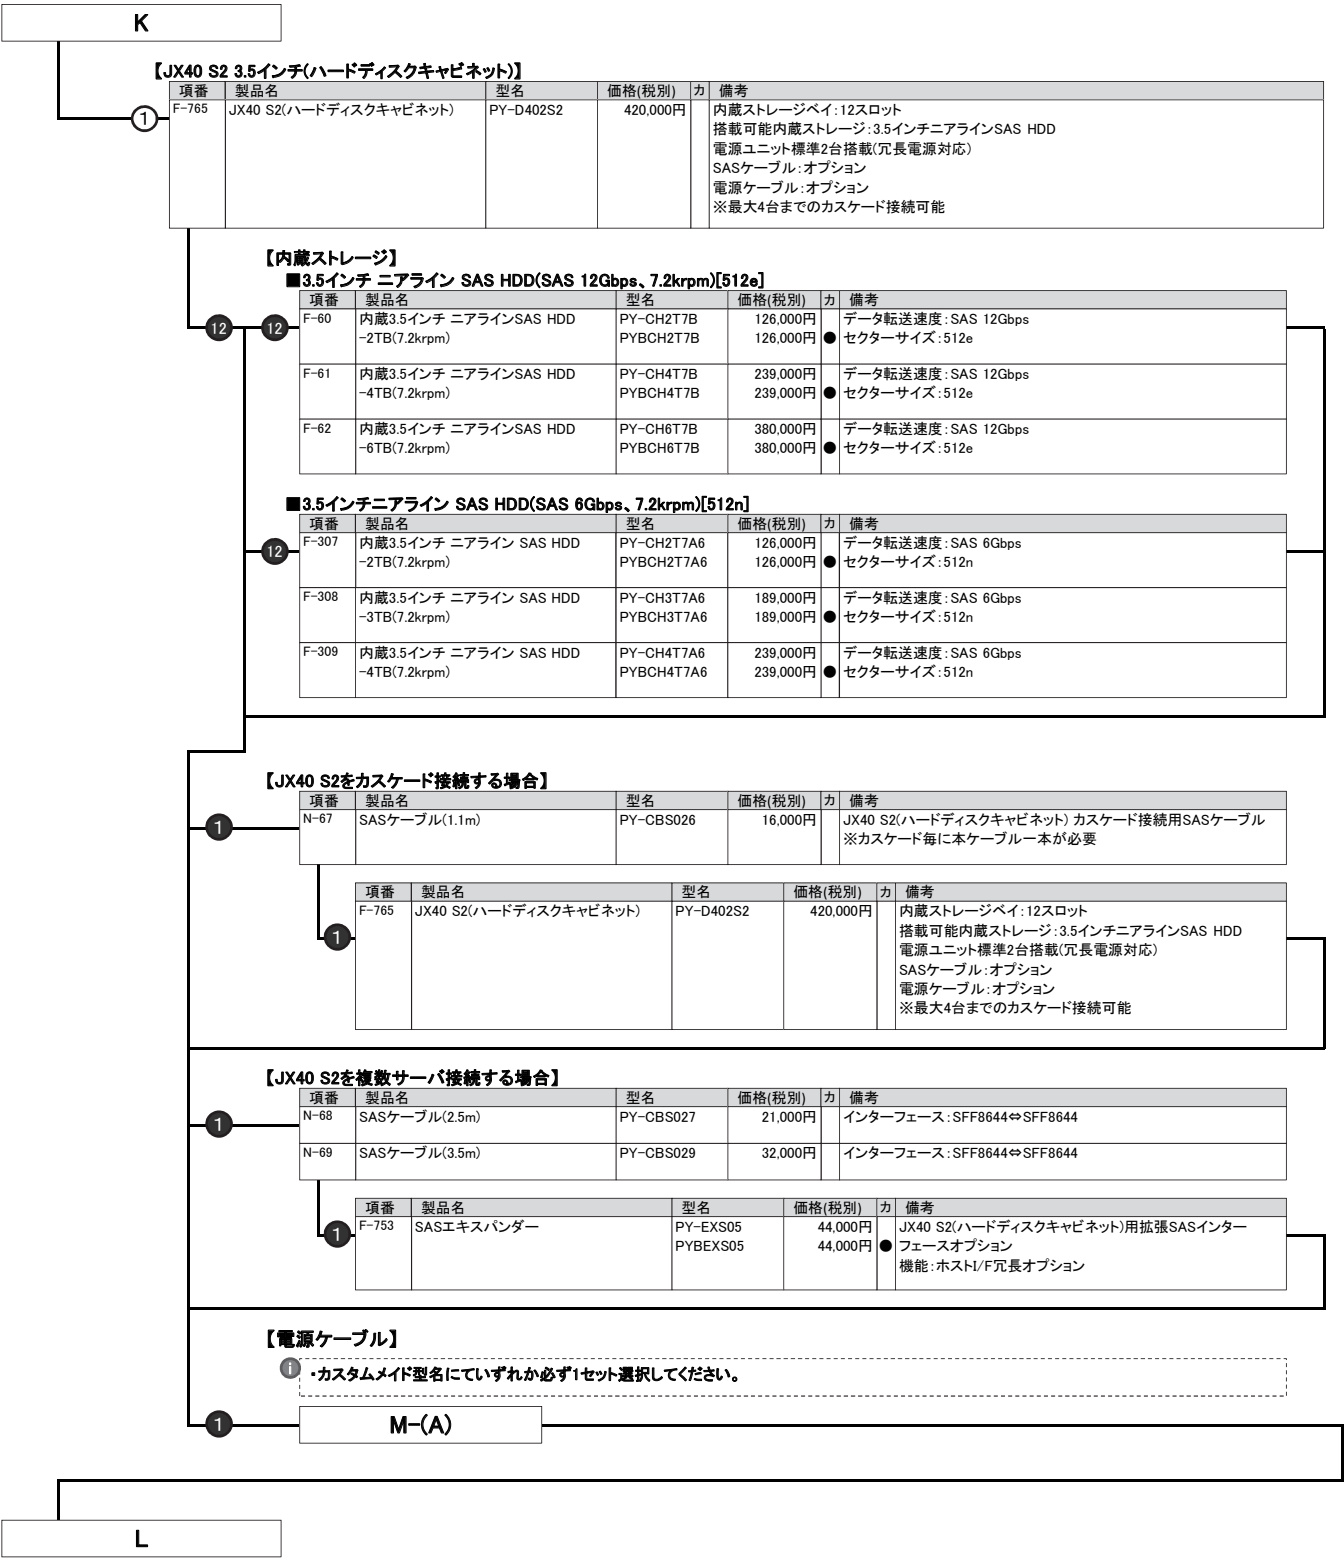 K
【JX40 S2 3.5インチ(ハードディスクキャビネット)】
項番 製品名 型名 価格(税別) カ 備考
① F-765 JX40 S2(ハードディスクキャビネット) PY-D402S2 420,000円 内蔵ストレージベイ:12スロット
搭載可能内蔵ストレージ:3.5インチニアラインSAS HDD
電源ユニット標準2台搭載(冗長電源対応)
SASケーブル:オプション
電源ケーブル:オプション
※最大4台までのカスケード接続可能
【内蔵ストレージ】
■3.5インチ ニアライン SAS HDD(SAS 12Gbps、7.2krpm)[512e]
項番 製品名 型名 価格(税別) カ 備考
12 12 F-60 内蔵3.5インチ ニアラインSAS HDD PY-CH2T7B 126,000円 データ転送速度:SAS 12Gbps
-2TB(7.2krpm) PYBCH2T7B 126,000円 ● セクターサイズ:512e
F-61 内蔵3.5インチ ニアラインSAS HDD PY-CH4T7B 239,000円 データ転送速度:SAS 12Gbps
-4TB(7.2krpm) PYBCH4T7B 239,000円 ● セクターサイズ:512e
F-62 内蔵3.5インチ ニアラインSAS HDD PY-CH6T7B 380,000円 データ転送速度:SAS 12Gbps
-6TB(7.2krpm) PYBCH6T7B 380,000円 ● セクターサイズ:512e
■3.5インチニアライン SAS HDD(SAS 6Gbps、7.2krpm)[512n]
項番 製品名 型名 価格(税別) カ 備考
12 F-307 内蔵3.5インチ ニアライン SAS HDD PY-CH2T7A6 126,000円 データ転送速度:SAS 6Gbps
-2TB(7.2krpm) PYBCH2T7A6 126,000円 ● セクターサイズ:512n
F-308 内蔵3.5インチ ニアライン SAS HDD PY-CH3T7A6 189,000円 データ転送速度:SAS 6Gbps
-3TB(7.2krpm) PYBCH3T7A6 189,000円 ● セクターサイズ:512n
F-309 内蔵3.5インチ ニアライン SAS HDD PY-CH4T7A6 239,000円 データ転送速度:SAS 6Gbps
-4TB(7.2krpm) PYBCH4T7A6 239,000円 ● セクターサイズ:512n
【JX40 S2をカスケード接続する場合】
項番 製品名 型名 価格(税別) カ 備考
1 N-67 SASケーブル(1.1m) PY-CBS026 16,000円 JX40 S2(ハードディスクキャビネット) カスケード接続用SASケーブル
※カスケード毎に本ケーブル一本が必要
項番 製品名 型名 価格(税別) カ 備考
1 F-765 JX40 S2(ハードディスクキャビネット) PY-D402S2 420,000円 内蔵ストレージベイ:12スロット
搭載可能内蔵ストレージ:3.5インチニアラインSAS HDD
電源ユニット標準2台搭載(冗長電源対応)
SASケーブル:オプション
電源ケーブル:オプション
※最大4台までのカスケード接続可能
【JX40 S2を複数サーバ接続する場合】
項番 製品名 型名 価格(税別) カ 備考
1 N-68 SASケーブル(2.5m) PY-CBS027 21,000円 インターフェース:SFF8644⇔SFF8644
N-69 SASケーブル(3.5m) PY-CBS029 32,000円 インターフェース:SFF8644⇔SFF8644
項番 製品名 型名 価格(税別) カ 備考
1 F-753 SASエキスパンダー PY-EXS05 44,000円 JX40 S2(ハードディスクキャビネット)用拡張SASインター
PYBEXS05 44,000円 ● フェースオプション
機能:ホストI/F冗長オプション
【電源ケーブル】
i ・カスタムメイド型名にていずれか必ず1セット選択してください。
1 M-(A)
L